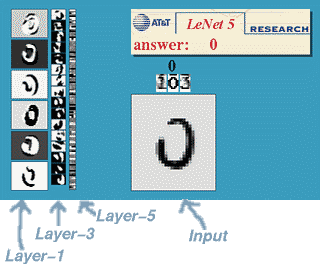 AT&T LeNet 5 RESEARCH
answer: 0
0
103
Layer-5
Layer-3
Layer-1
Input